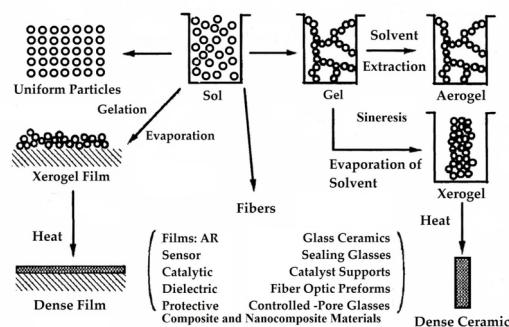 Uniform Particles
Sol
Gel
Solvent
Extraction
Aerogel
Gelation
Evaporation
Sineresis
Xerogel Film
Evaporation of
Solvent
Xerogel
Fibers
Heat
Heat
Films: AR
Sensor
Catalytic
Dielectric
Protective
Glass Ceramics
Sealing Glasses
Catalyst Supports
Fiber Optic Preforms
Controlled -Pore Glasses
Composite and Nanocomposite Materials
Dense Film
Dense Ceramic